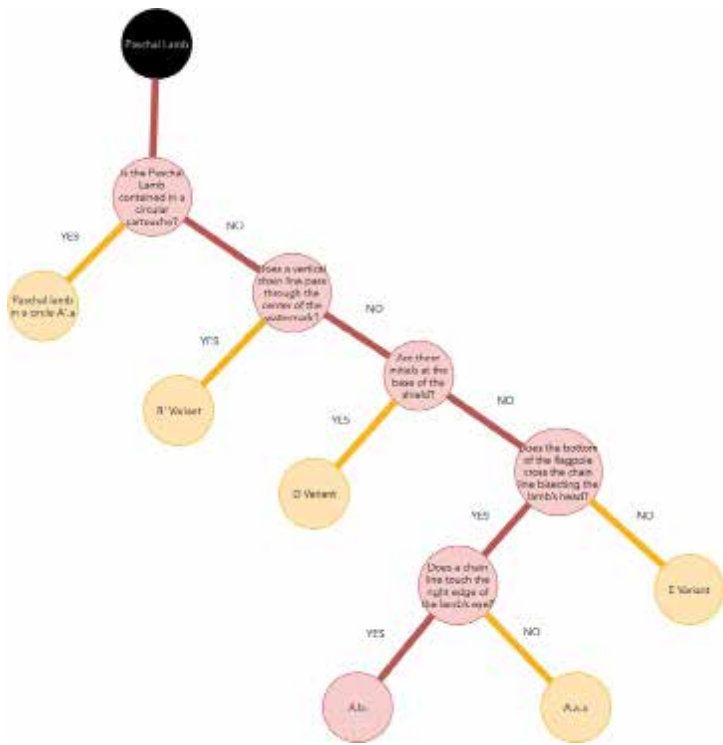 Paschal Lamb
Is the Paschal
Lamb
contained in a
circular
cartouche?
YES
NO
Paschal lamb
in a circle A'.a
Does a vertical
chain line pass
through the
center of the
watermark?
YES
NO
Are there
initials at the
base of the
shield?
YES
NO
D Variant
Variant
Does the bottom
of the flagpole
cross the chain
line bisecting the
lamb's head?
YES
NO
Does a chain
line touch the
right edge of
the lamb's eye?
E Variant
YES
NO
A.b.
A.a.a